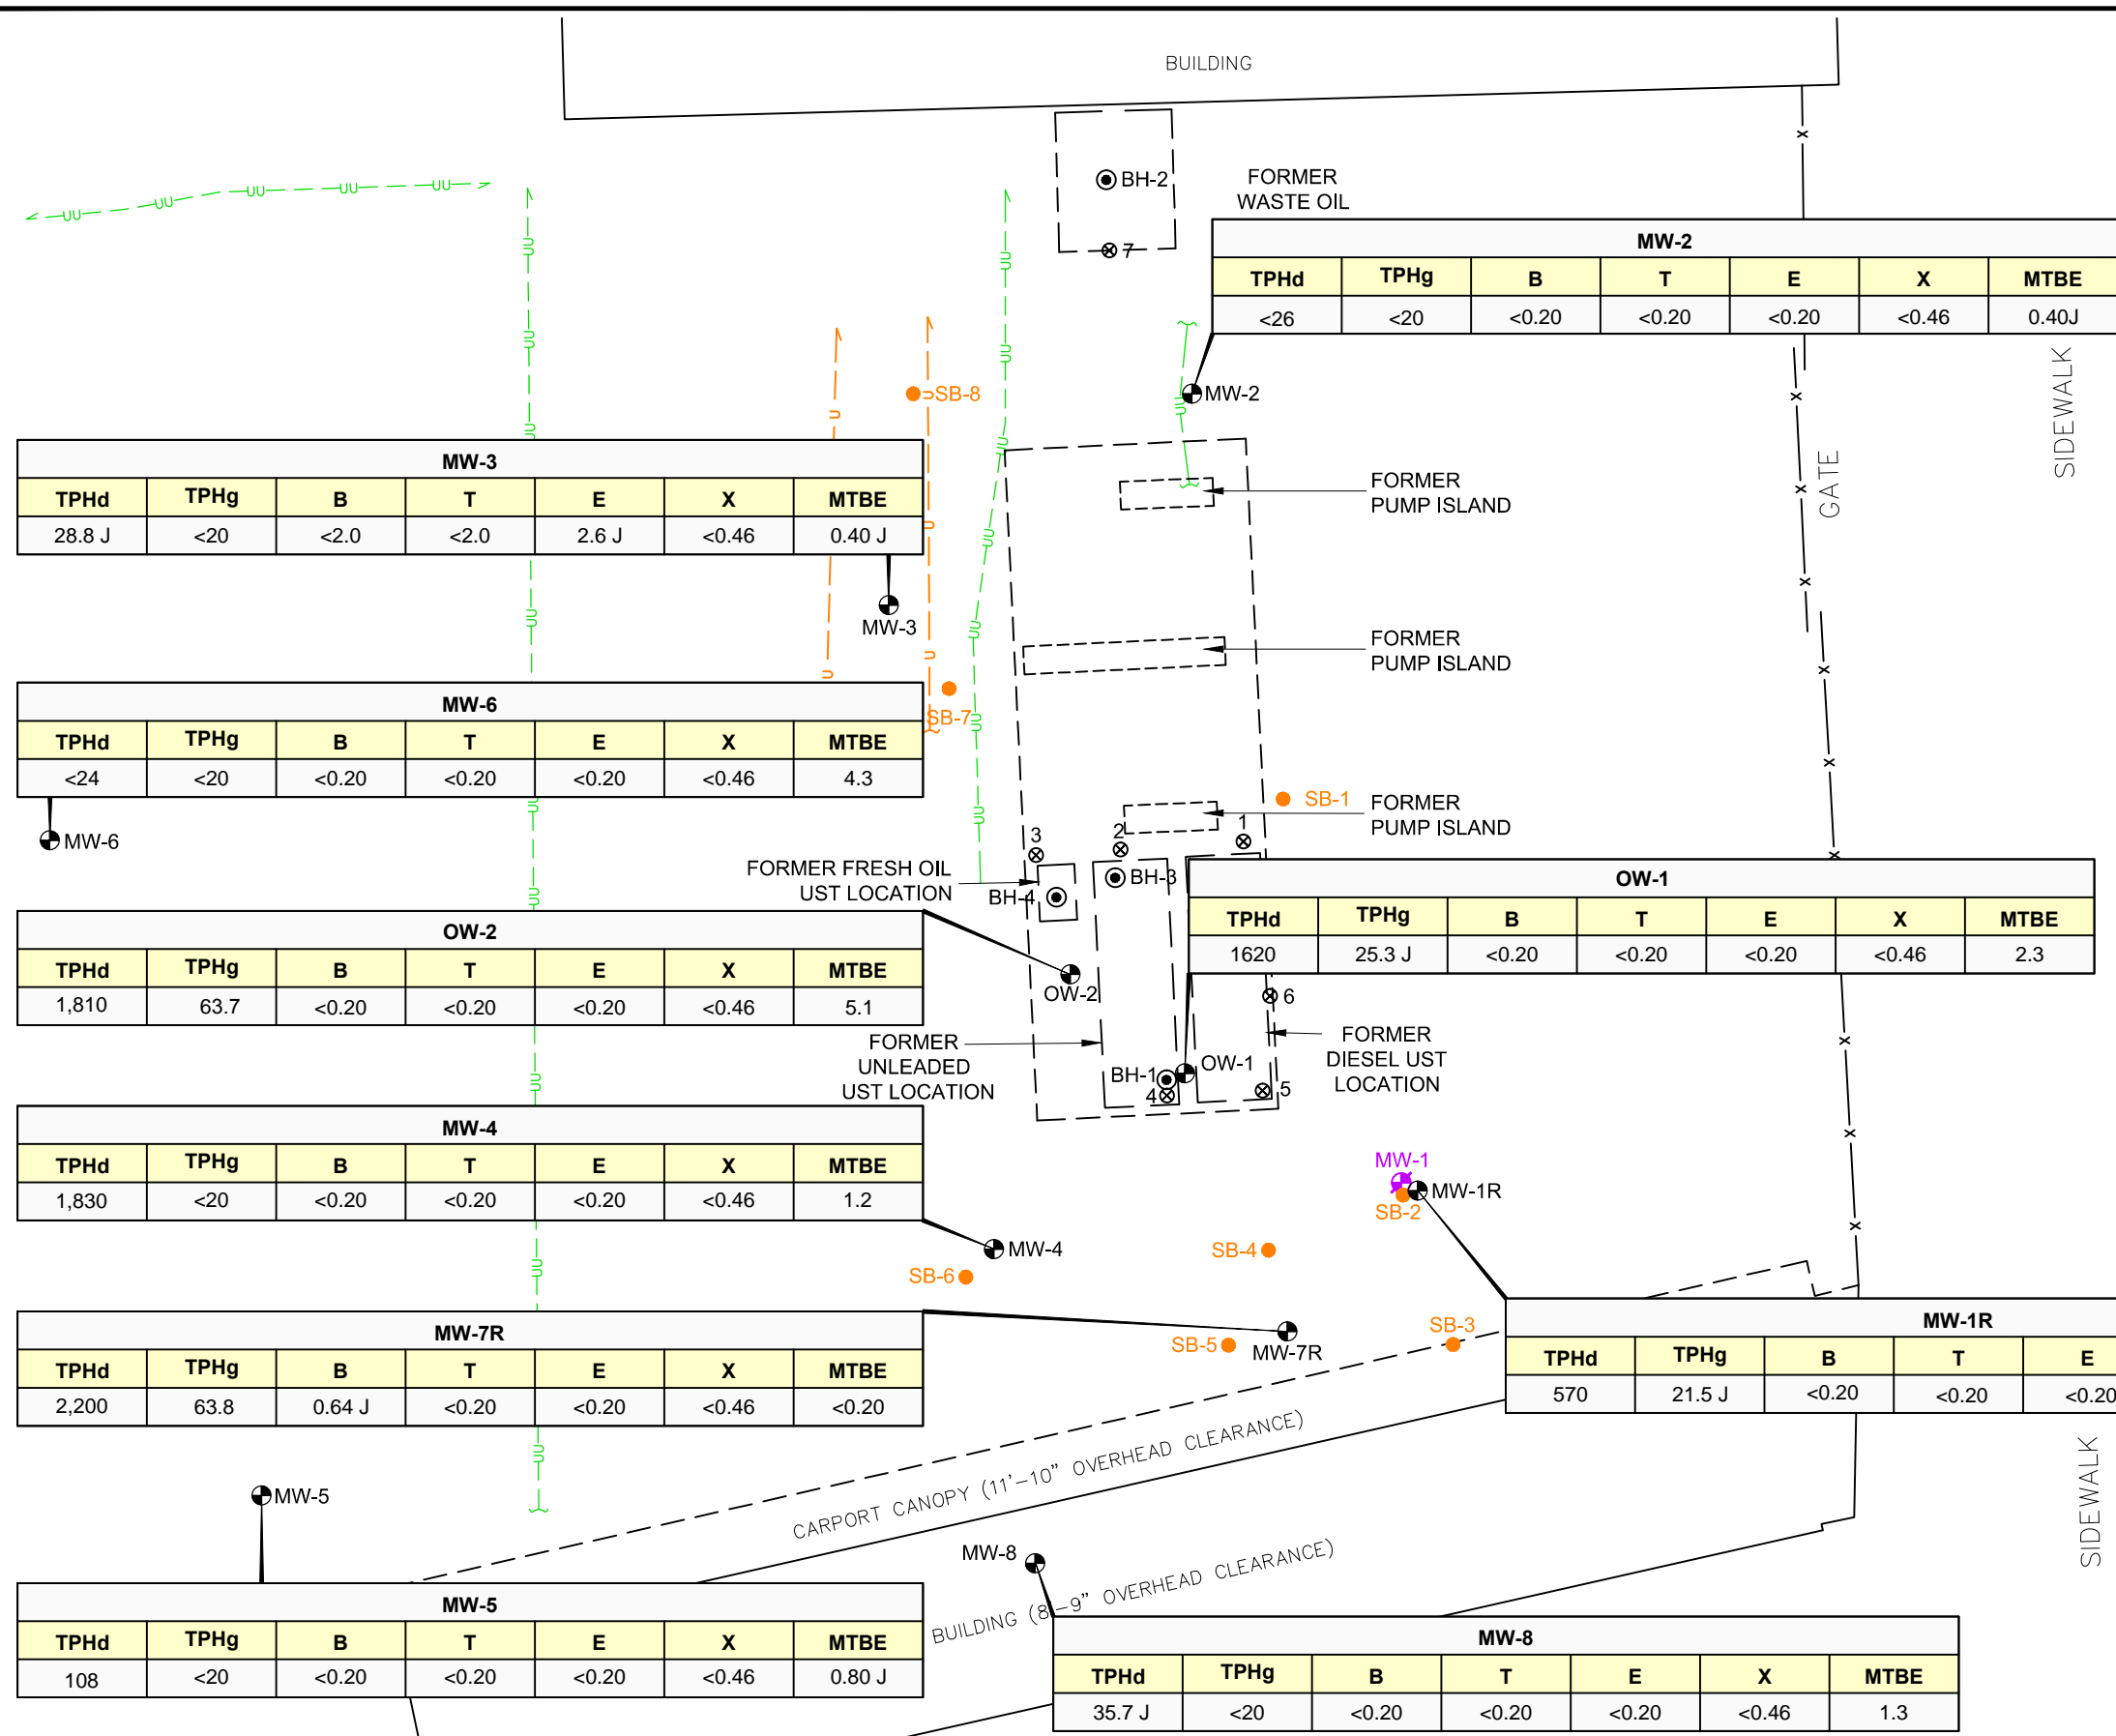 BUILDING
BH-2
7
FORMER
WASTE OIL
MW-2
TPHd TPHg B T E X MTBE
<26 <20 <0.20 <0.20 <0.20 <0.46 0.40J
SIDEWALK
GATE
SB-8
MW-2
MW-3
TPHd TPHg B T E X MTBE
28.8 J <20 <2.0 <2.0 2.6 J <0.46 0.40 J
MW-3
FORMER
PUMP ISLAND
FORMER
PUMP ISLAND
MW-6
TPHd TPHg B T E X MTBE
<24 <20 <0.20 <0.20 <0.20 <0.46 4.3
MW-6
SB-7
SB-1
FORMER
PUMP ISLAND
3
2
1
FORMER FRESH OIL
UST LOCATION
BH-4
BH-3
OW-1
TPHd TPHg B T E X MTBE
1620 25.3 J <0.20 <0.20 <0.20 <0.46 2.3
OW-2
TPHd TPHg B T E X MTBE
1,810 63.7 <0.20 <0.20 <0.20 <0.46 5.1
OW-2
6
FORMER
UNLEADED
UST LOCATION
FORMER
DIESEL UST
LOCATION
BH-1
OW-1
4
5
MW-4
TPHd TPHg B T E X MTBE
1,830 <20 <0.20 <0.20 <0.20 <0.46 1.2
MW-4
MW-1
MW-1R
SB-2
SB-4
SB-6
MW-7R
TPHd TPHg B T E X MTBE
2,200 63.8 0.64 J <0.20 <0.20 <0.46 <0.20
SB-5
MW-7R
SB-3
MW-1R
TPHd TPHg B T E
570 21.5 J <0.20 <0.20 <0.20
CARPORT CANOPY (11'-10" OVERHEAD CLEARANCE)
SIDEWALK
MW-5
MW-5
TPHd TPHg B T E X MTBE
108 <20 <0.20 <0.20 <0.20 <0.46 0.80 J
MW-8
BUILDING (8'-9" OVERHEAD CLEARANCE)
MW-8
TPHd TPHg B T E X MTBE
35.7 J <20 <0.20 <0.20 <0.20 <0.46 1.3